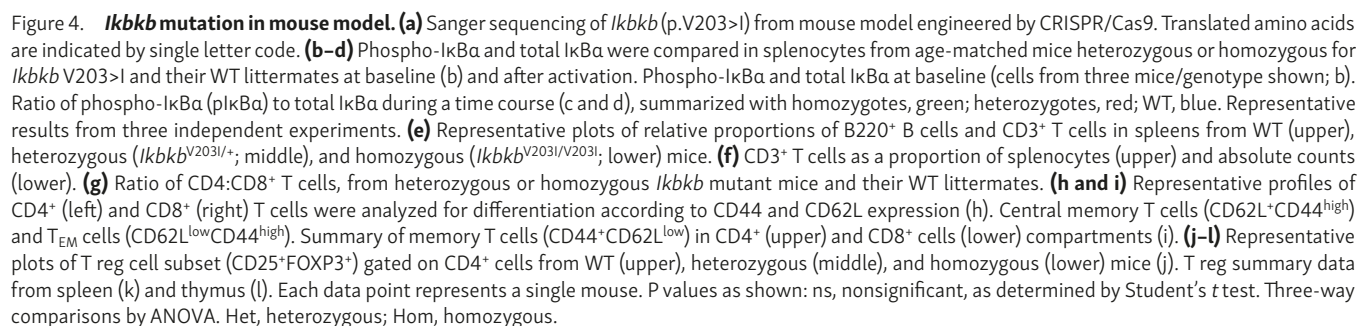 Figure 4. Ikbkb mutation in mouse model. (a) Sanger sequencing of Ikbkb (p.V203>I) from mouse model engineered by CRISPR/Cas9. Translated amino acids
are indicated by single letter code. (b–d) Phospho-IκBα and total IκBα were compared in splenocytes from age-matched mice heterozygous or homozygous for
Ikbkb V203>I and their WT littermates at baseline (b) and after activation. Phospho-IκBα and total IκBα at baseline (cells from three mice/genotype shown; b).
Ratio of phospho-IκBα (pIκBα) to total IκBα during a time course (c and d), summarized with homozygotes, green; heterozygotes, red; WT, blue. Representative
results from three independent experiments. (e) Representative plots of relative proportions of B220⁺ B cells and CD3⁺ T cells in spleens from WT (upper),
heterozygous (Ikbkbⱽ²⁰³ᴵ/⁺; middle), and homozygous (Ikbkbⱽ²⁰³ᴵ/ⱽ²⁰³ᴵ; lower) mice. (f) CD3⁺ T cells as a proportion of splenocytes (upper) and absolute counts
(lower). (g) Ratio of CD4:CD8⁺ T cells, from heterozygous or homozygous Ikbkb mutant mice and their WT littermates. (h and i) Representative profiles of
CD4⁺ (left) and CD8⁺ (right) T cells were analyzed for differentiation according to CD44 and CD62L expression (h). Central memory T cells (CD62L⁺CD44ʰⁱᵍʰ)
and T_EM cells (CD62LˡᵒʷCD44ʰⁱᵍʰ). Summary of memory T cells (CD44⁺CD62Lˡᵒʷ) in CD4⁺ (upper) and CD8⁺ cells (lower) compartments (i). (j–l) Representative
plots of T reg cell subset (CD25⁺FOXP3⁺) gated on CD4⁺ cells from WT (upper), heterozygous (middle), and homozygous (lower) mice (j). T reg summary data
from spleen (k) and thymus (l). Each data point represents a single mouse. P values as shown: ns, nonsignificant, as determined by Student’s t test. Three-way
comparisons by ANOVA. Het, heterozygous; Hom, homozygous.